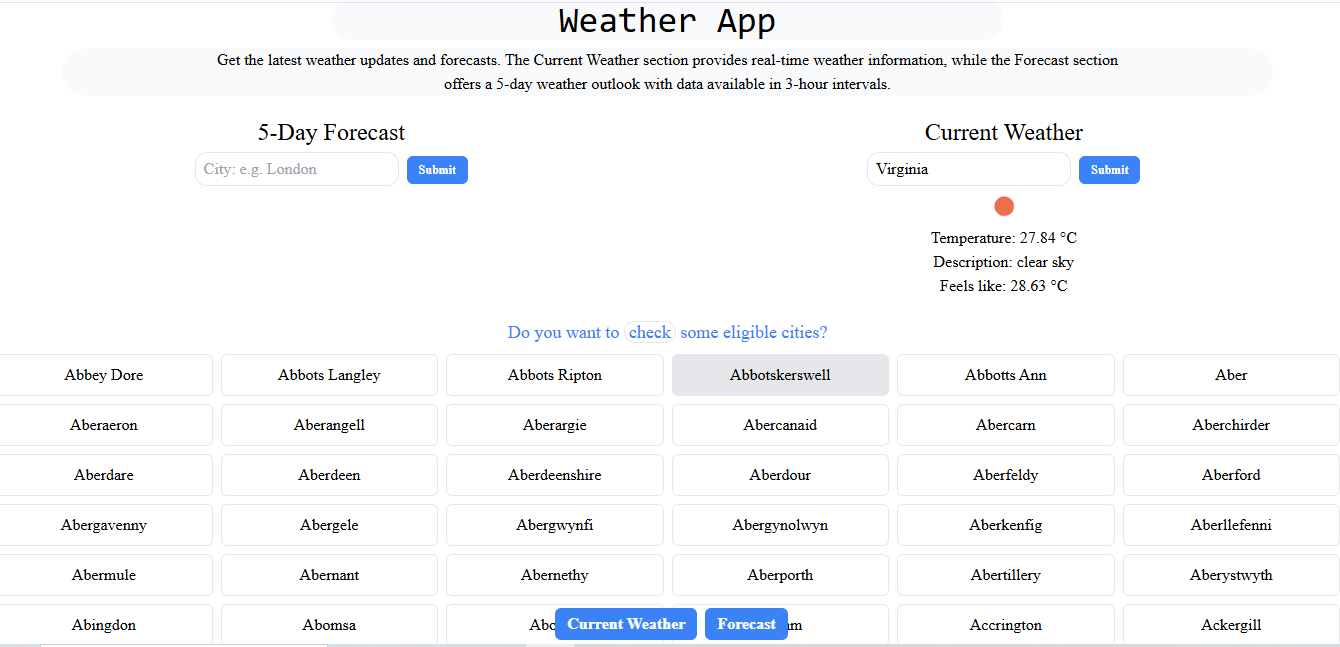 Weather App
Get the latest weather updates and forecasts. The Current Weather section provides real-time weather information, while the Forecast section
offers a 5-day weather outlook with data available in 3-hour intervals.
5-Day Forecast
City: e.g. London Submit
Current Weather
Virginia Submit
Temperature: 27.84 °C
Description: clear sky
Feels like: 28.63 °C
Do you want to check some eligible cities?
Abbey Dore Abbots Langley Abbots Ripton Abbotskerswell Abbotts Ann Aber
Aberaeron Aberangell Aberargie Abercanaid Abercarn Aberchirder
Aberdare Aberdeen Aberdeenshire Aberdour Aberfeldy Aberford
Abergavenny Abergele Abergwynfi Abergynolwyn Aberkenfig Aberllefenni
Abermule Abernant Abernethy Aberporth Abertillery Aberystwyth
Abingdon Abomsa Accrington Ackergill
Current Weather Forecast